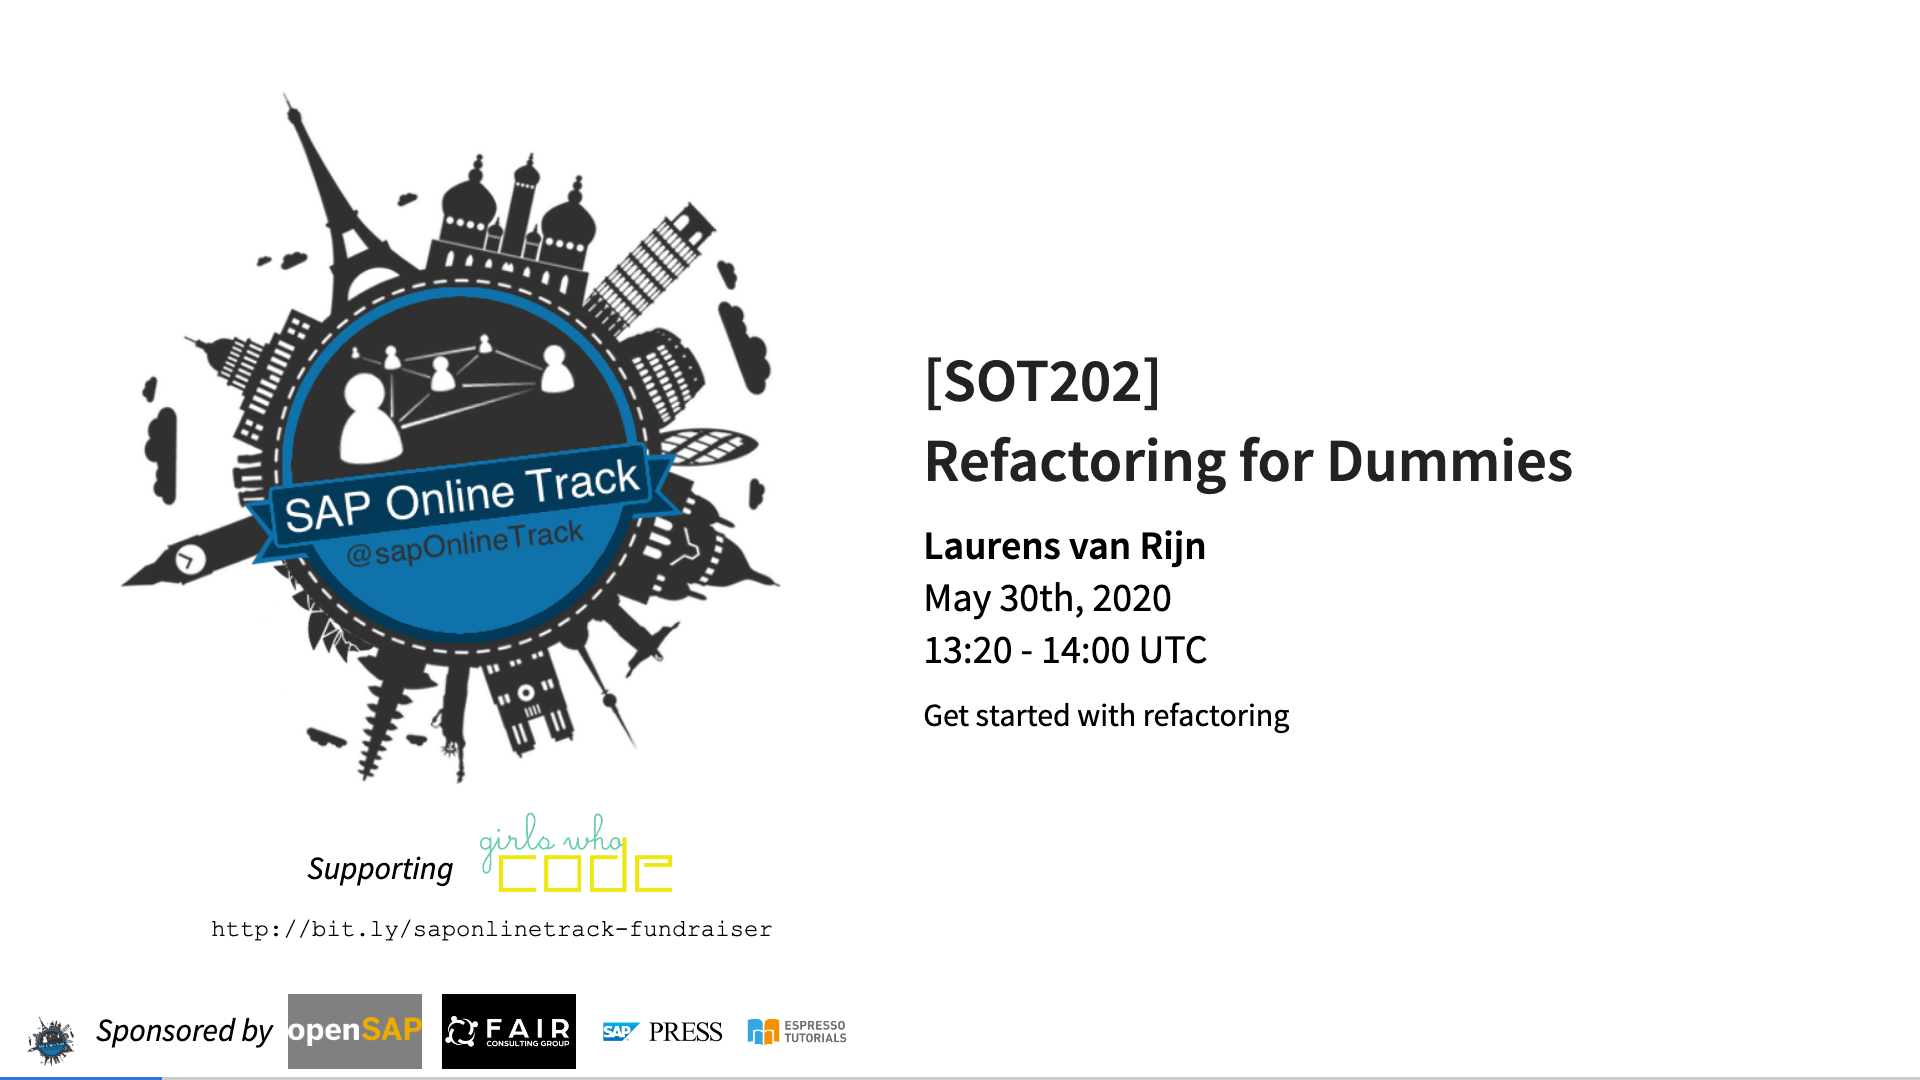 SAP Online Track
@sapOnlineTrack
[SOT202]
Refactoring for Dummies
Laurens van Rijn
May 30th, 2020
13:20 - 14:00 UTC
Get started with refactoring
Supporting
girls who
code
http://bit.ly/saponlinetrack-fundraiser
Sponsored by
openSAP
FAIR
CONSULTING GROUP
SAP PRESS
ESPRESSO
TUTORIALS